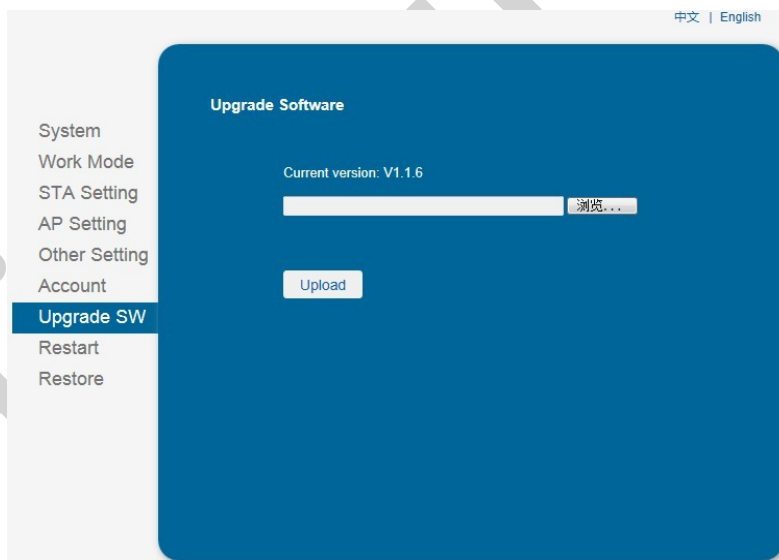 中文 | English
Upgrade Software
System
Work Mode
STA Setting
AP Setting
Other Setting
Account
Upgrade SW
Restart
Restore
Current version: V1.1.6
浏览...
Upload